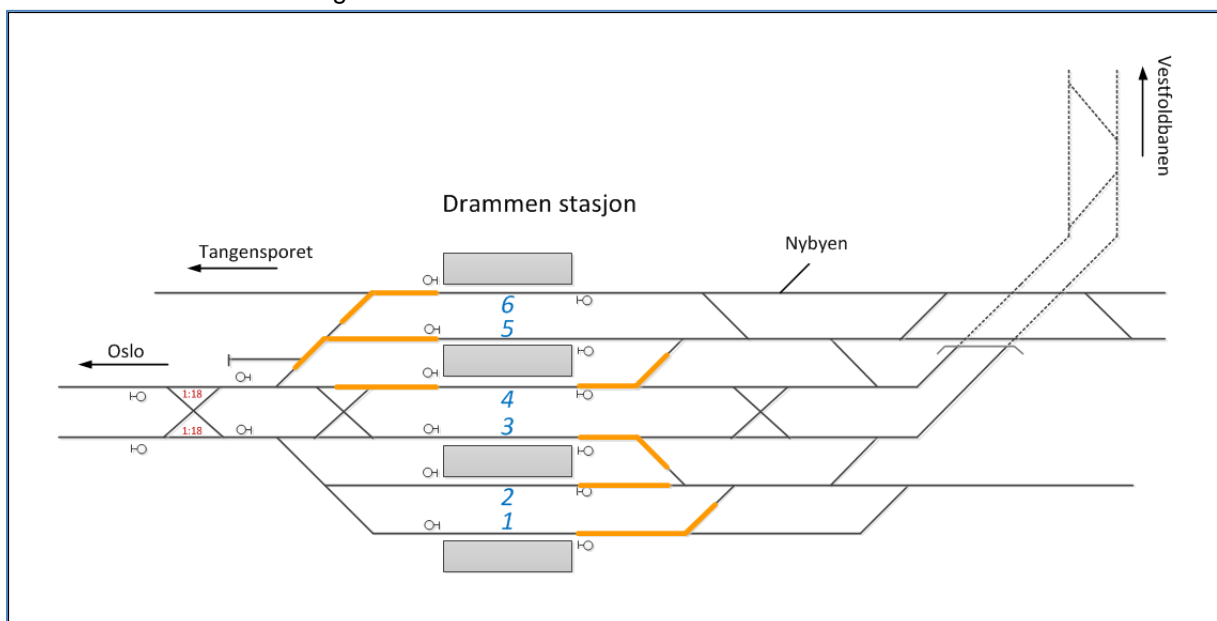 Vestfoldbanen
Drammen stasjon
Tangensporet
Nybyen
6
5
Oslo
1:18
4
3
1:18
2
1